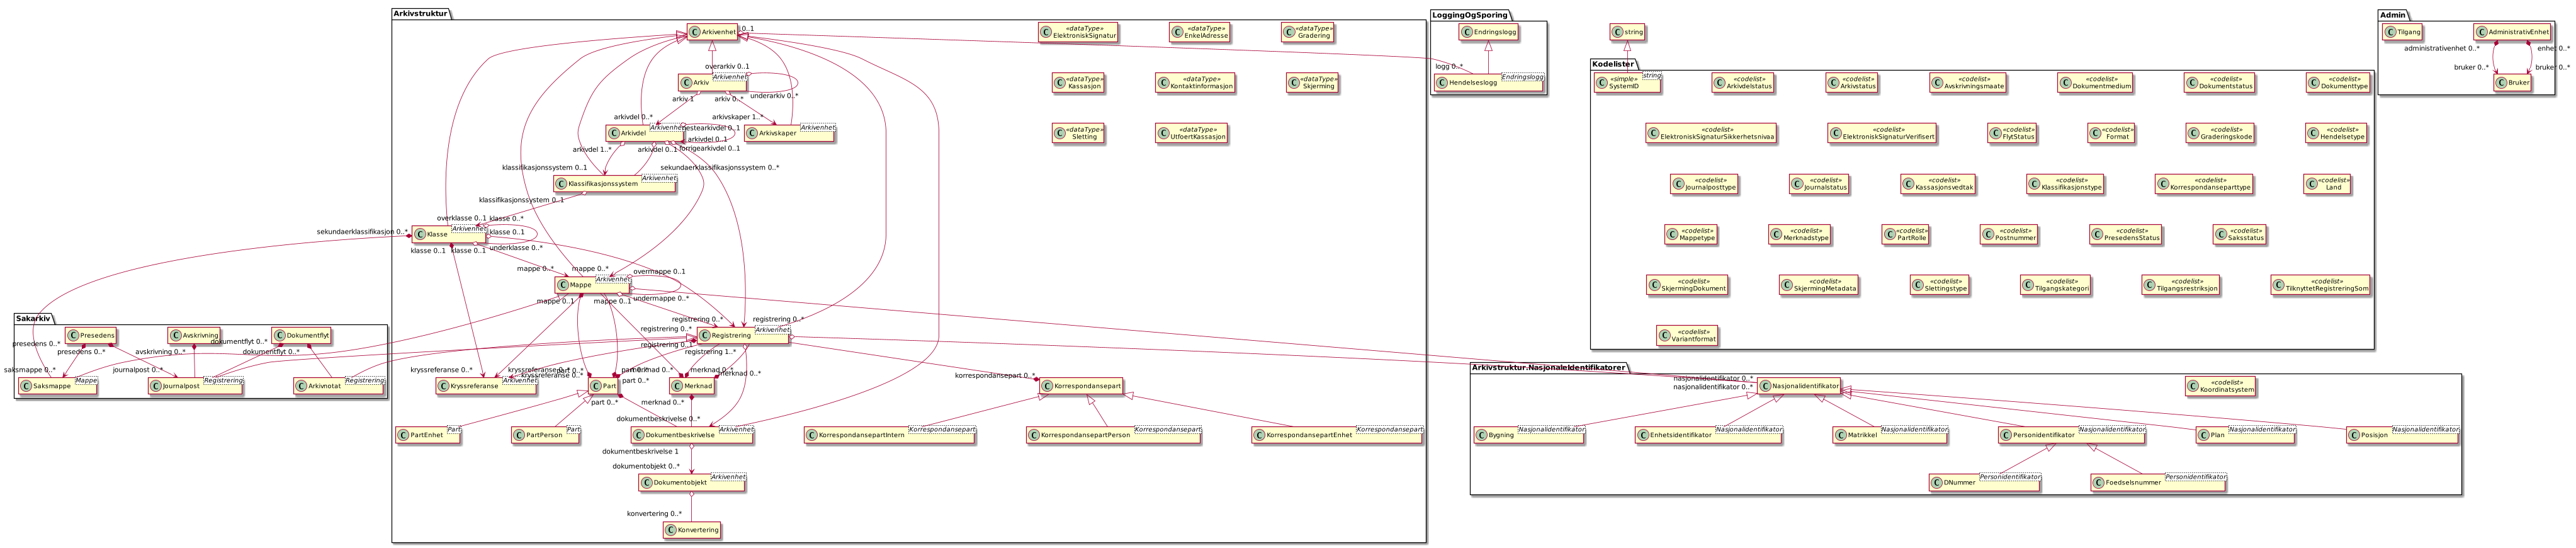 Arkivstruktur
LoggingOgSporing
Admin
C Arkivenhet
0..1
C «dataType»
ElektroniskSignatur
C «dataType»
EnkelAdresse
C «dataType»
Gradering
C Endringslogg
C string
C Tilgang
C AdministrativEnhet
administrativenhet 0..*
enhet 0..*
overarkiv 0..1
logg 0..*
Kodelister
bruker 0..*
bruker 0..*
C Arkiv
Arkivenhet
C «dataType»
Kassasjon
C «dataType»
Kontaktinformasjon
C «dataType»
Skjerming
C Hendelseslogg
Endringslogg
C «simple»
SystemID
string
C «codelist»
Arkivdelstatus
C «codelist»
Arkivstatus
C «codelist»
Avskrivningsmaate
C «codelist»
Dokumentmedium
C «codelist»
Dokumentstatus
C «codelist»
Dokumenttype
C Bruker
arkiv 1
arkiv 0..*
underarkiv 0..*
arkivdel 0..*
arkivskaper 1..*
C Arkivdel
Arkivenhet
nestearkivdel 0..1
C Arkivskaper
Arkivenhet
C «dataType»
Sletting
C «dataType»
UtfoertKassasjon
C «codelist»
ElektroniskSignaturSikkerhetsnivaa
C «codelist»
ElektroniskSignaturVerifisert
C «codelist»
FlytStatus
C «codelist»
Format
C «codelist»
Graderingskode
C «codelist»
Hendelsetype
arkivdel 0..1
arkivdel 1..*
arkivdel 0..1
forrigearkivdel 0..1
klassifikasjonssystem 0..1
sekundaerklassifikasjonssystem 0..*
C Klassifikasjonssystem
Arkivenhet
C «codelist»
Journalposttype
C «codelist»
Journalstatus
C «codelist»
Kassasjonsvedtak
C «codelist»
Klassifikasjonstype
C «codelist»
Korrespondanseparttype
C «codelist»
Land
klassifikasjonssystem 0..1
overklasse 0..1
klasse 0..*
sekundaerklassifikasjon 0..*
C Klasse
Arkivenhet
klasse 0..1
C «codelist»
Mappetype
C «codelist»
Merknadstype
C «codelist»
PartRolle
C «codelist»
Postnummer
C «codelist»
PresedensStatus
C «codelist»
Saksstatus
klasse 0..1
klasse 0..1
underklasse 0..*
mappe 0..*
mappe 0..*
overmappe 0..1
C Mappe
Arkivenhet
C «codelist»
SkjermingDokument
C «codelist»
SkjermingMetadata
C «codelist»
Slettingstype
C «codelist»
Tilgangskategori
C «codelist»
Tilgangsrestriksjon
C «codelist»
TilknyttetRegistreringSom
mappe 0..1
mappe 0..1
undermappe 0..*
Sakarkiv
registrering 0..*
registrering 0..*
C Presedens
C Avskrivning
C Dokumentflyt
C Registrering
Arkivenhet
C «codelist»
Variantformat
presedens 0..*
presedens 0..*
avskrivning 0..*
dokumentflyt 0..*
dokumentflyt 0..*
registrering 0..1
registrering 1..*
Arkivstruktur.NasjonaleIdentifikatorer
saksmappe 0..*
journalpost 0..*
kryssreferanse 0..*
kryssreferanse 0..*
merknad 0..*
korrespondansepart 0..*
nasjonalidentifikator 0..*
nasjonalidentifikator 0..*
C Saksmappe
Mappe
C Journalpost
Registrering
C Arkivnotat
Registrering
C Kryssreferanse
Arkivenhet
C Part
part 0..*
C Merknad
C Korrespondansepart
C Nasjonalidentifikator
C «codelist»
Koordinatsystem
part 0..*
merknad 0..*
dokumentbeskrivelse 0..*
C PartEnhet
Part
C PartPerson
Part
C Dokumentbeskrivelse
Arkivenhet
C KorrespondansepartIntern
Korrespondansepart
C KorrespondansepartPerson
Korrespondansepart
C KorrespondansepartEnhet
Korrespondansepart
C Bygning
Nasjonalidentifikator
C Enhetsidentifikator
Nasjonalidentifikator
C Matrikkel
Nasjonalidentifikator
C Personidentifikator
Nasjonalidentifikator
C Plan
Nasjonalidentifikator
C Posisjon
Nasjonalidentifikator
dokumentbeskrivelse 1
dokumentobjekt 0..*
C Dokumentobjekt
Arkivenhet
C DNummer
Personidentifikator
C Foedselsnummer
Personidentifikator
konvertering 0..*
C Konvertering